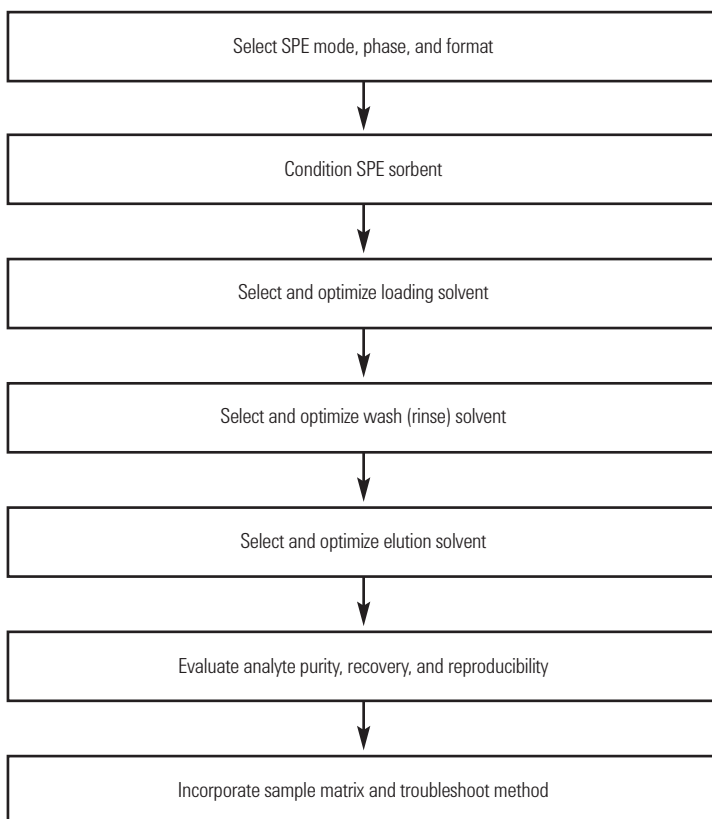 Select SPE mode, phase, and format
Condition SPE sorbent
Select and optimize loading solvent
Select and optimize wash (rinse) solvent
Select and optimize elution solvent
Evaluate analyte purity, recovery, and reproducibility
Incorporate sample matrix and troubleshoot method